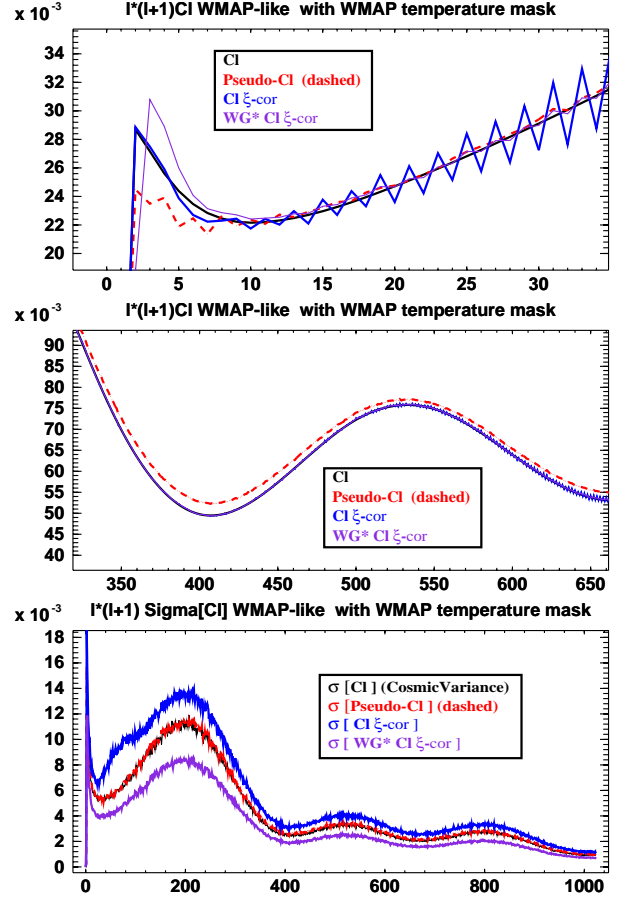 l*(l+1)Cl WMAP-like with WMAP temperature mask
x 10⁻³
34
32
30
28
26
24
22
20
Cl
Pseudo-Cl (dashed)
Cl ξ-cor
WG* Cl ξ-cor
0 5 10 15 20 25 30
l*(l+1)Cl WMAP-like with WMAP temperature mask
x 10⁻³
90
85
80
75
70
65
60
55
50
45
40
Cl
Pseudo-Cl (dashed)
Cl ξ-cor
WG* Cl ξ-cor
350 400 450 500 550 600 650
l*(l+1) Sigma[Cl] WMAP-like with WMAP temperature mask
x 10⁻³
18
16
14
12
10
8
6
4
2
0
σ [Cl ] (CosmicVariance)
σ [Pseudo-Cl ] (dashed)
σ [ Cl ξ-cor ]
σ [ WG* Cl ξ-cor ]
0 200 400 600 800 1000